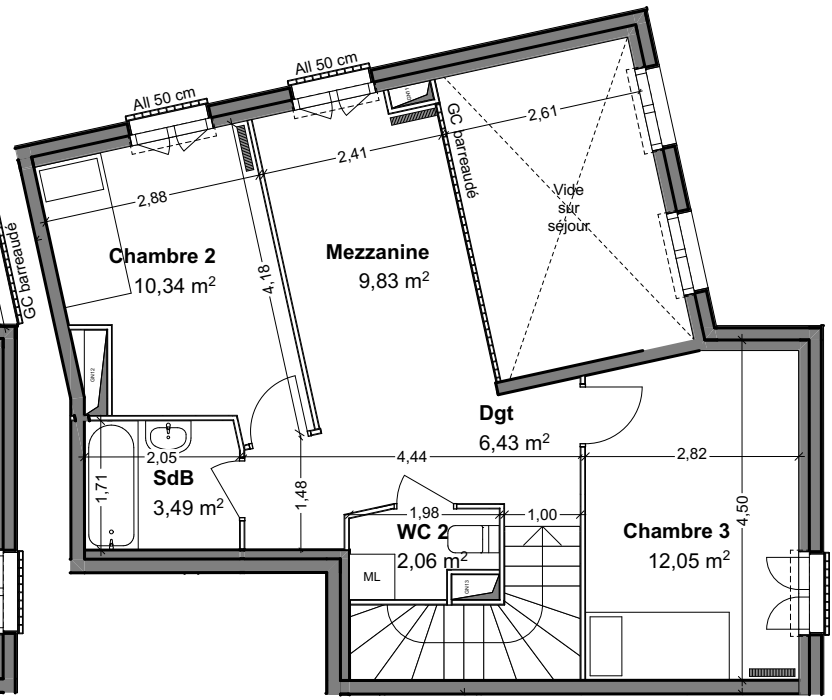 All 50 cm
All 50 cm
GC barreaudé
2,61
2,41
2,88
Vide
sur
séjour
GC barreaudé
Chambre 2
10,34 m²
Mezzanine
9,83 m²
4,18
GN12
Dgt
6,43 m²
2,05
4,44
2,82
SdB
3,49 m²
1,71
1,48
1,98
1,00
4,50
WC 2
2,06 m²
Chambre 3
12,05 m²
ML
GN13